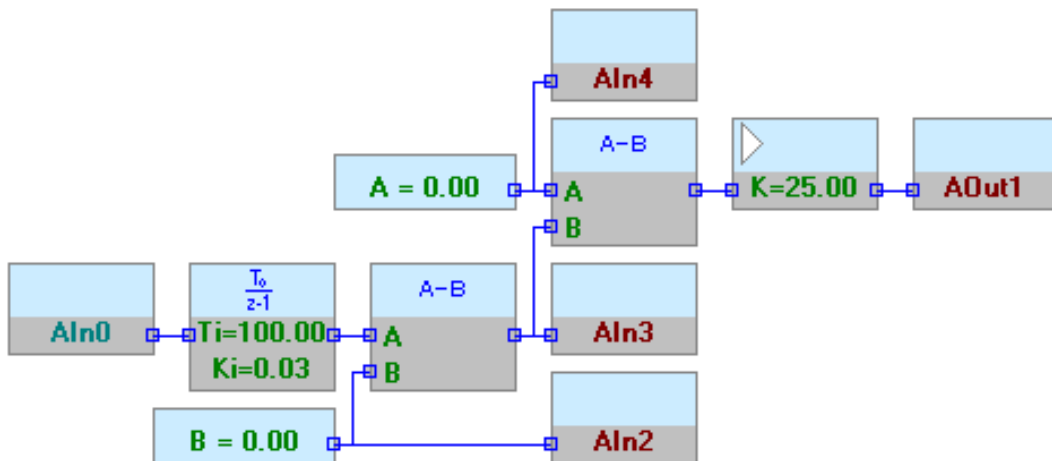 AIn4
A-B
A = 0.00
A
B
K=25.00
AOut1
AIn0
T₀
z-1
Ti=100.00
Ki=0.03
A-B
A
B
AIn3
B = 0.00
AIn2